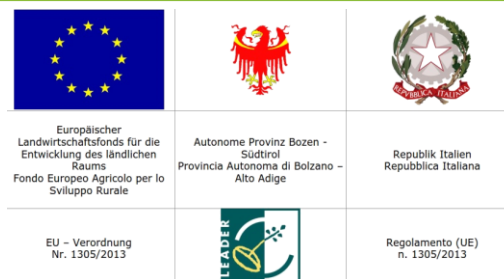 REPVBBLICA ITALIANA
Europäischer
Landwirtschaftsfonds für die
Entwicklung des ländlichen
Raums
Fondo Europeo Agricolo per lo
Sviluppo Rurale
Autonome Provinz Bozen -
Südtirol
Provincia Autonoma di Bolzano –
Alto Adige
Republik Italien
Repubblica Italiana
EU – Verordnung
Nr. 1305/2013
LEADER
Regolamento (UE)
n. 1305/2013